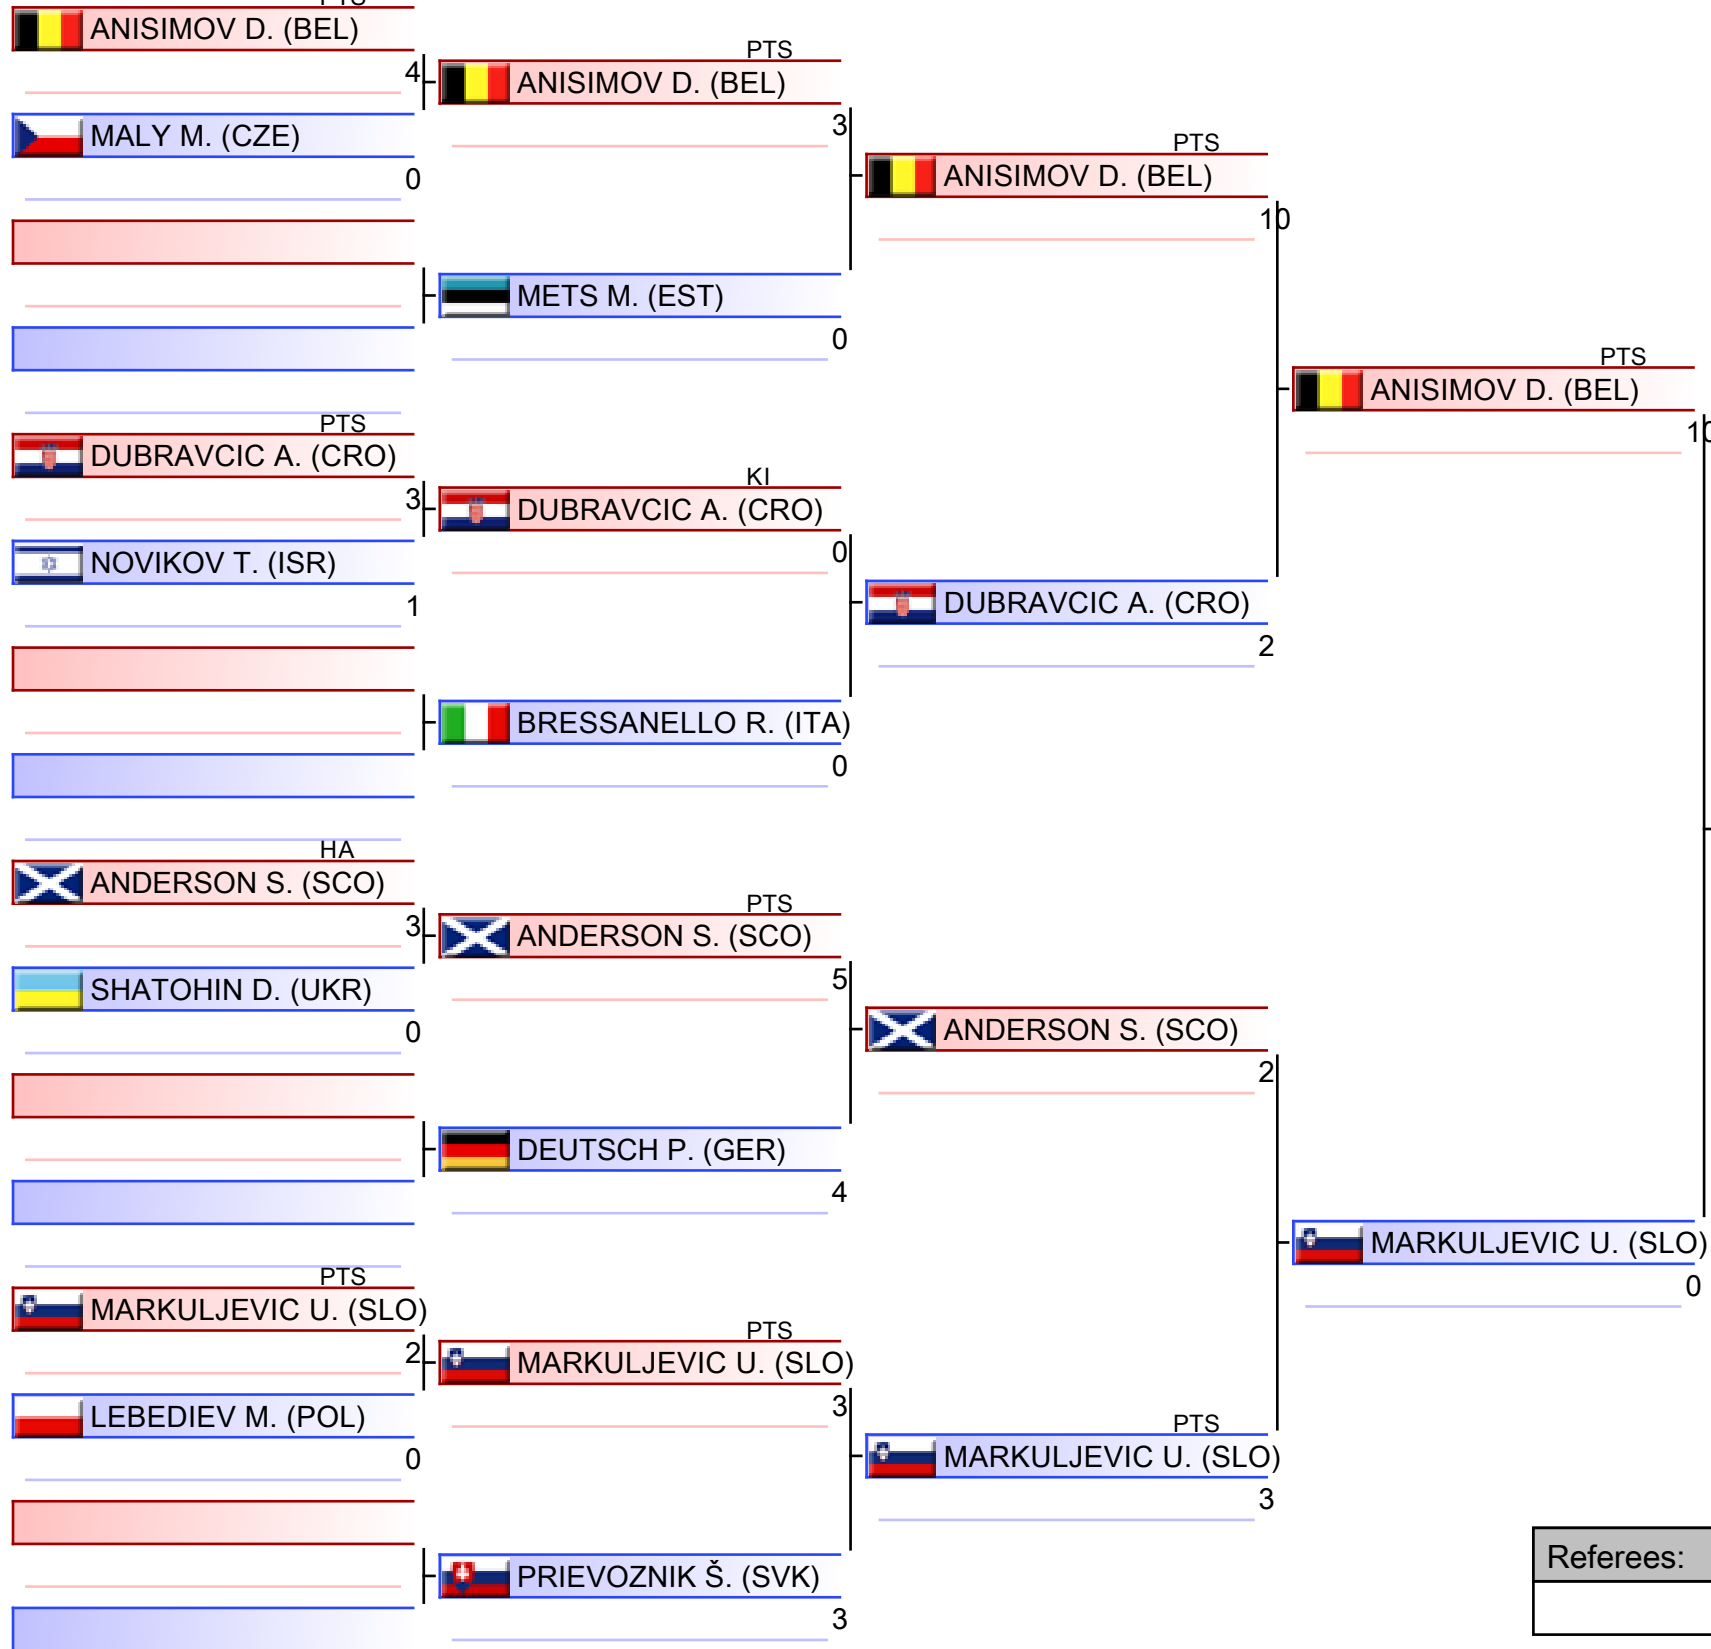 PTS
ANISIMOV D. (BEL)
4
MALY M. (CZE)
0
PTS
DUBRAVCIC A. (CRO)
3
NOVIKOV T. (ISR)
1
HA
ANDERSON S. (SCO)
3
SHATOHIN D. (UKR)
0
PTS
MARKULJEVIC U. (SLO)
2
LEBEDIEV M. (POL)
0
PTS
ANISIMOV D. (BEL)
3
METS M. (EST)
0
KI
DUBRAVCIC A. (CRO)
0
BRESSANELLO R. (ITA)
0
PTS
ANDERSON S. (SCO)
5
DEUTSCH P. (GER)
4
PTS
MARKULJEVIC U. (SLO)
3
PRIEVOZNIK Š. (SVK)
3
PTS
ANISIMOV D. (BEL)
10
DUBRAVCIC A. (CRO)
2
ANDERSON S. (SCO)
2
PTS
MARKULJEVIC U. (SLO)
3
PTS
ANISIMOV D. (BEL)
10
MARKULJEVIC U. (SLO)
0
Referees: